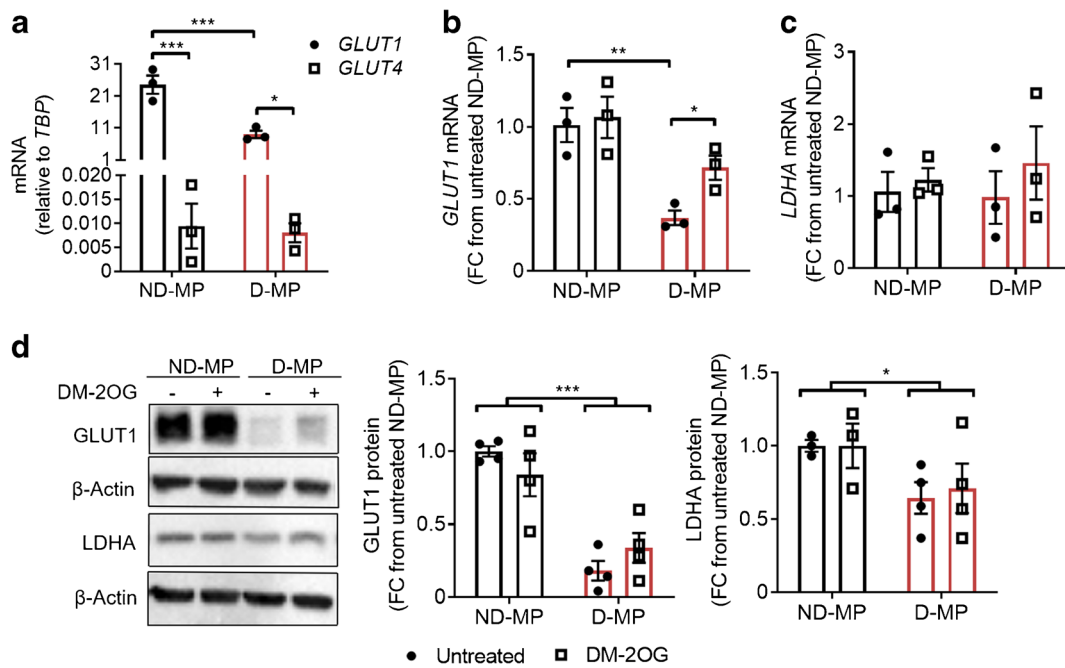 a
***
***
*
GLUT1
GLUT4
mRNA
(relative to TBP)
31
21
11
1
0.020
0.015
0.010
0.005
0.000
ND-MP
D-MP
b
**
*
GLUT1 mRNA
(FC from untreated ND-MP)
1.5
1.0
0.5
0
ND-MP
D-MP
c
LDHA mRNA
(FC from untreated ND-MP)
3
2
1
0
ND-MP
D-MP
d
ND-MP D-MP
DM-2OG - + - +
GLUT1
β-Actin
LDHA
β-Actin
GLUT1 protein
(FC from untreated ND-MP)
1.5
1.0
0.5
0
***
ND-MP
D-MP
LDHA protein
(FC from untreated ND-MP)
1.5
1.0
0.5
0
*
ND-MP
D-MP
Untreated DM-2OG